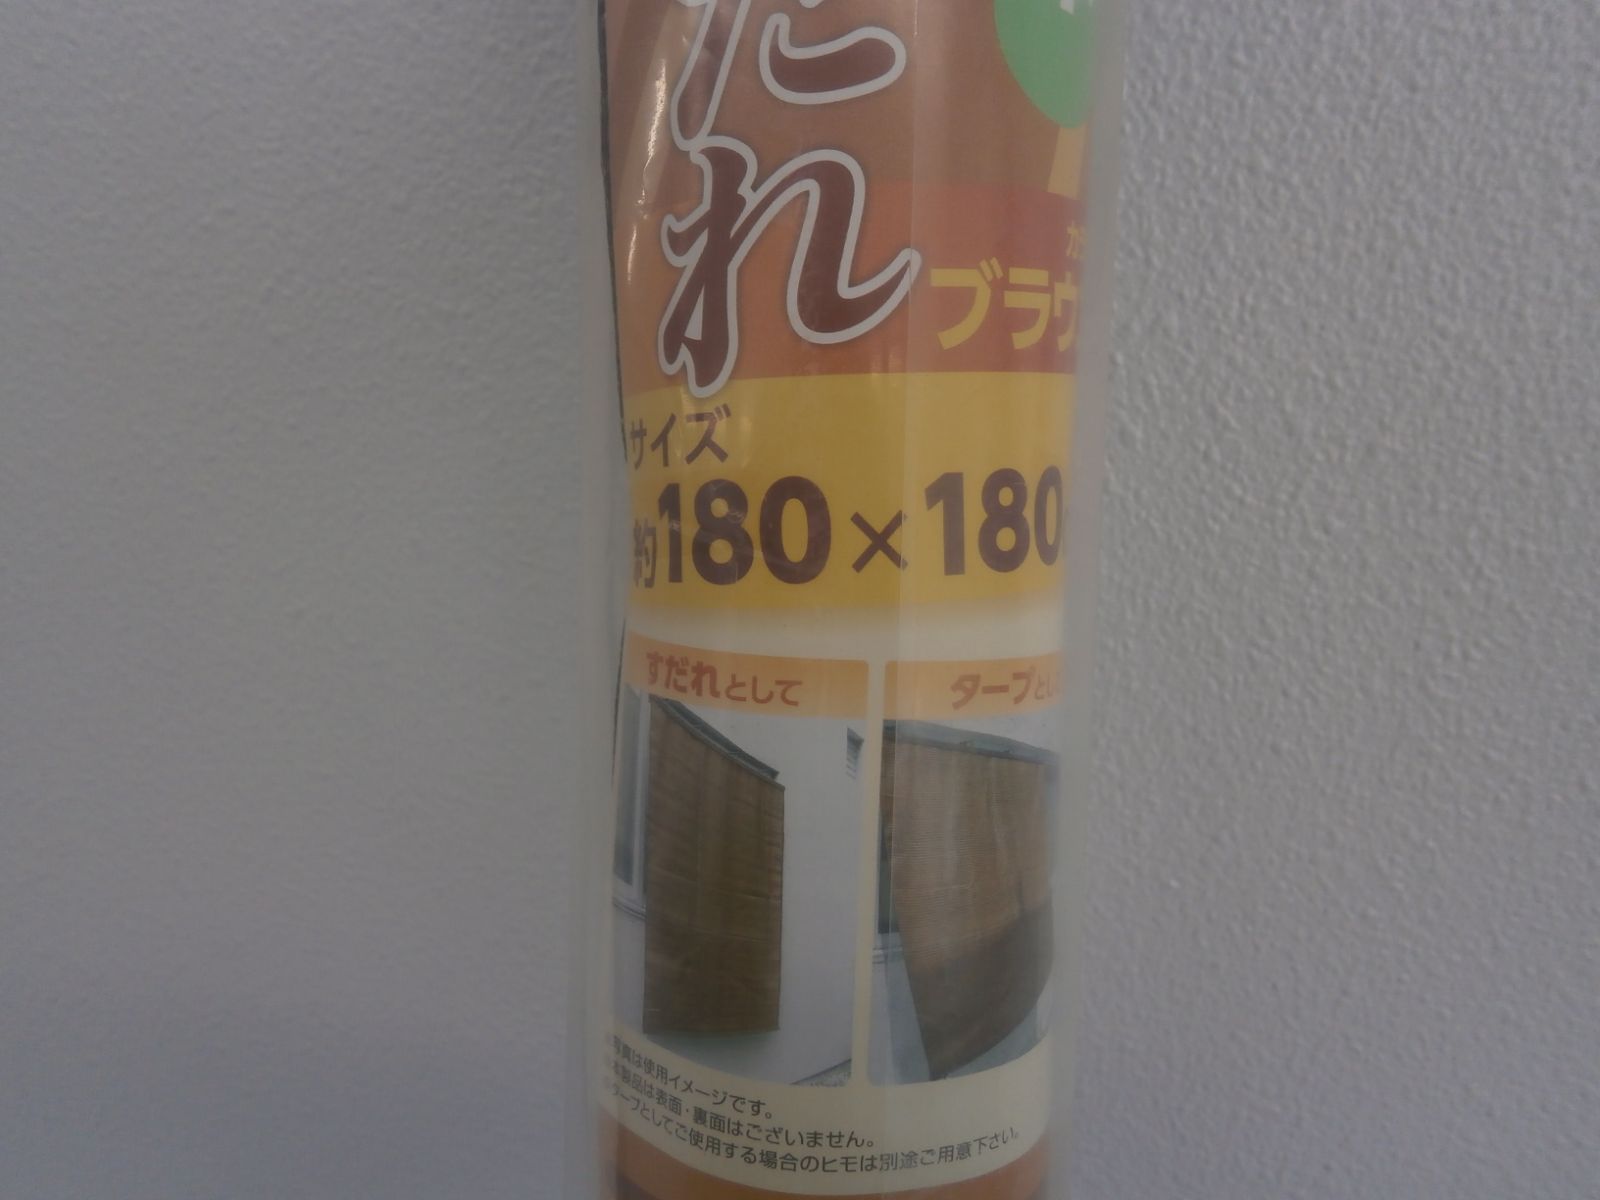 だれ
ブラウ
サイズ
約180×180
すだれとして
タープとし
※写真は使用イメージです。
※本製品は表面・裏面はございません。
※タープとしてご使用する場合のヒモは別途ご用意下さい。